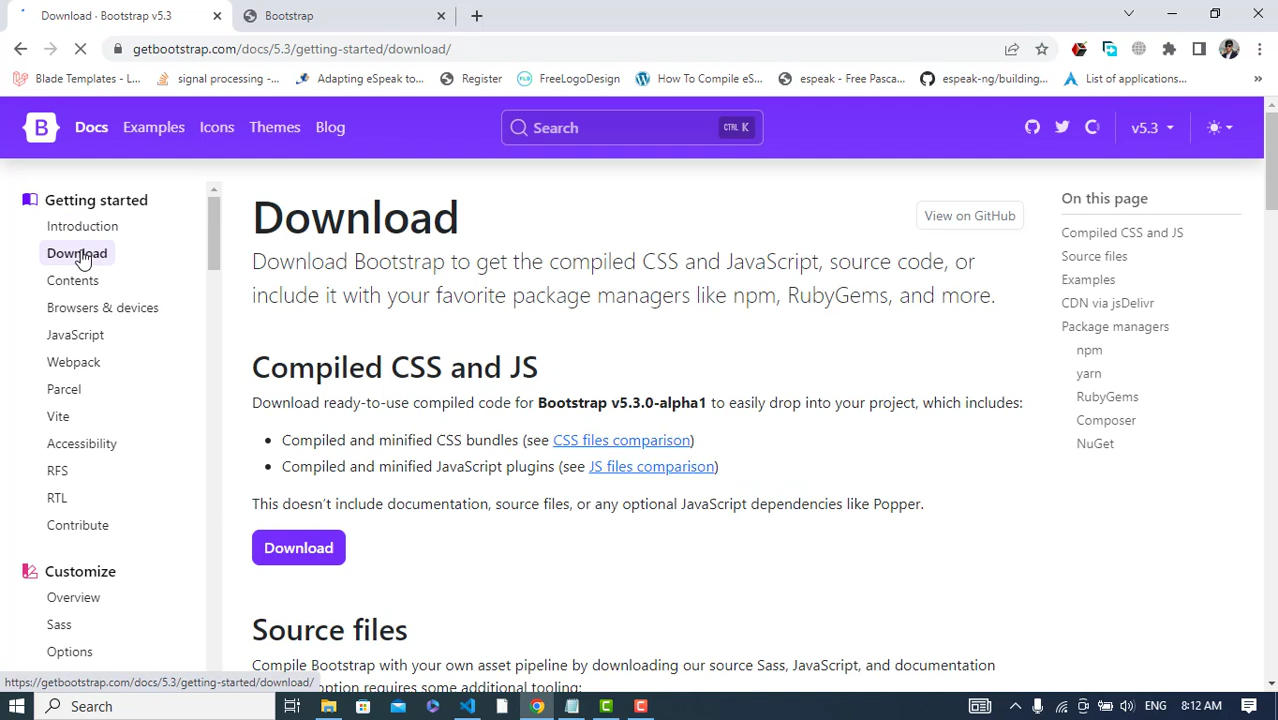 Download · Bootstrap v5.3
Bootstrap
getbootstrap.com/docs/5.3/getting-started/download/
Blade Templates - L...
signal processing -...
Adapting eSpeak to...
Register
FreeLogoDesign
How To Compile eS...
espeak - Free Pasca...
espeak-ng/building...
List of applications...
»
B
Docs
Examples
Icons
Themes
Blog
Search
CTRL K
v5.3
Getting started
Introduction
Download
Contents
Browsers & devices
JavaScript
Webpack
Parcel
Vite
Accessibility
RFS
RTL
Contribute
Customize
Overview
Sass
Options
Download
View on GitHub
Download Bootstrap to get the compiled CSS and JavaScript, source code, or
include it with your favorite package managers like npm, RubyGems, and more.
Compiled CSS and JS
Download ready-to-use compiled code for Bootstrap v5.3.0-alpha1 to easily drop into your project, which includes:
• Compiled and minified CSS bundles (see CSS files comparison)
• Compiled and minified JavaScript plugins (see JS files comparison)
This doesn't include documentation, source files, or any optional JavaScript dependencies like Popper.
Download
Source files
Compile Bootstrap with your own asset pipeline by downloading our source Sass, JavaScript, and documentation
option requires some additional tooling:
On this page
Compiled CSS and JS
Source files
Examples
CDN via jsDelivr
Package managers
npm
yarn
RubyGems
Composer
NuGet
https://getbootstrap.com/docs/5.3/getting-started/download/
Search
ENG
8:12 AM